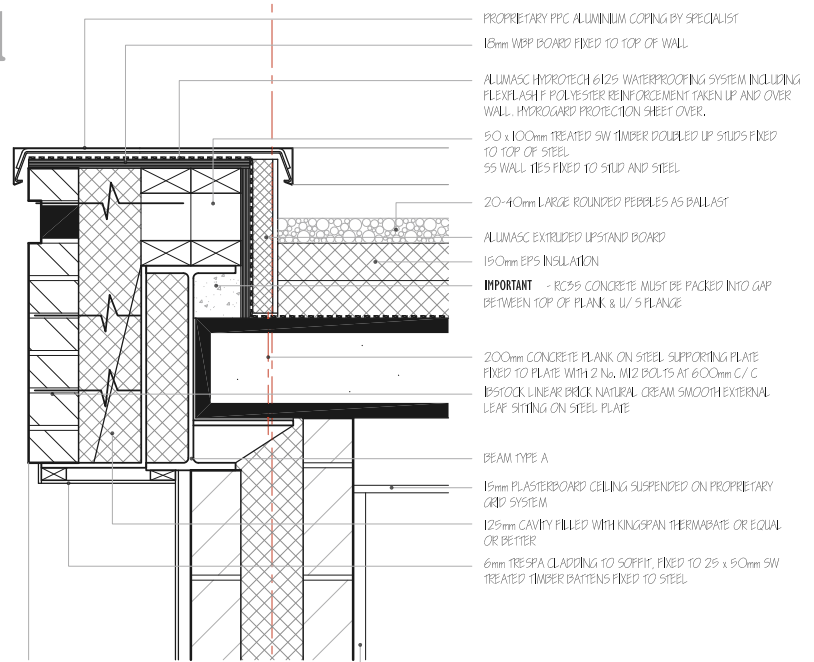 PROPRIETARY PPC ALUMINIUM COPING BY SPECIALIST
18mm WBP BOARD FIXED TO TOP OF WALL
ALUMASC HYDROTECH 6125 WATERPROOFING SYSTEM INCLUDING
FLEXFLASH F POLYESTER REINFORCEMENT TAKEN UP AND OVER
WALL. HYDROGARD PROTECTION SHEET OVER.
50 x 100mm TREATED SW TIMBER DOUBLED UP STUDS FIXED
TO TOP OF STEEL
SS WALL TIES FIXED TO STUD AND STEEL
20-40mm LARGE ROUNDED PEBBLES AS BALLAST
ALUMASC EXTRUDED UPSTAND BOARD
150mm EPS INSULATION
IMPORTANT - RC35 CONCRETE MUST BE PACKED INTO GAP
BETWEEN TOP OF PLANK & U/S FLANGE
200mm CONCRETE PLANK ON STEEL SUPPORTING PLATE
FIXED TO PLATE WITH 2 No. M12 BOLTS AT 600mm C/C
IBSTOCK LINEAR BRICK NATURAL CREAM SMOOTH EXTERNAL
LEAF SITTING ON STEEL PLATE
BEAM TYPE A
15mm PLASTERBOARD CEILING SUSPENDED ON PROPRIETARY
GRID SYSTEM
125mm CAVITY FILLED WITH KINGSPAN THERMABATE OR EQUAL
OR BETTER
6mm TRESPA CLADDING TO SOFFIT, FIXED TO 25 x 50mm SW
TREATED TIMBER BATTENS FIXED TO STEEL